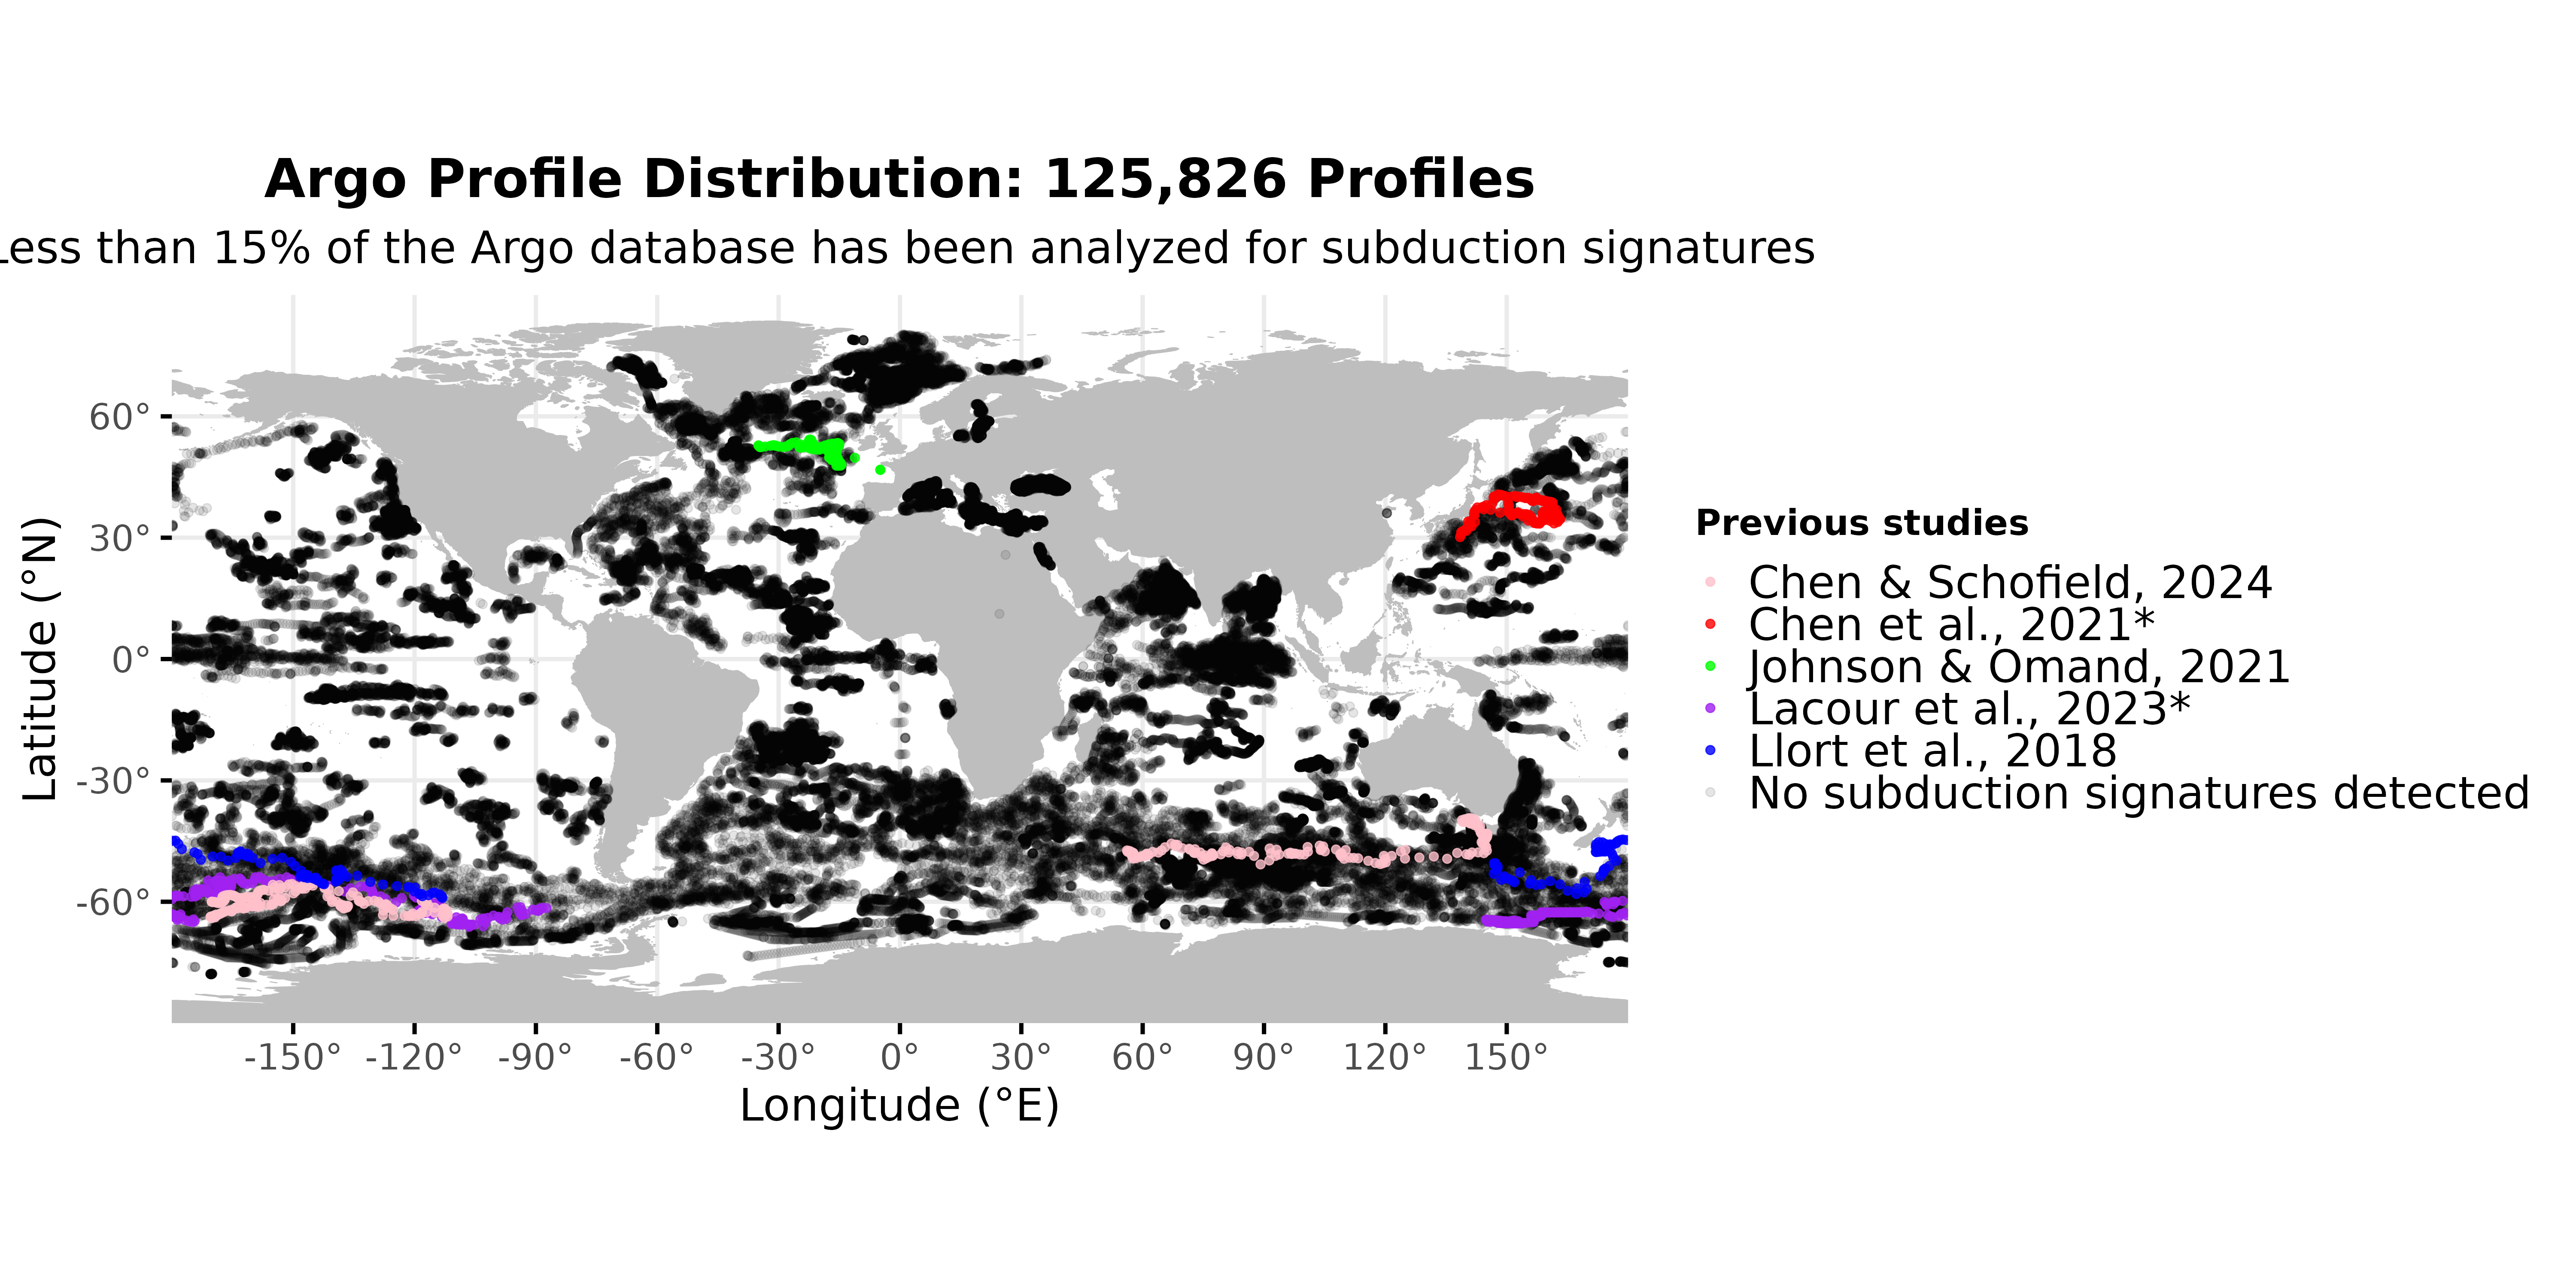 Argo Profile Distribution: 125,826 Profiles
Less than 15% of the Argo database has been analyzed for subduction signatures
Latitude (°N)
60°
30°
0°
-30°
-60°
-150° -120° -90° -60° -30° 0° 30° 60° 90° 120° 150°
Longitude (°E)
Previous studies
Chen & Schofield, 2024
Chen et al., 2021*
Johnson & Omand, 2021
Lacour et al., 2023*
Llort et al., 2018
No subduction signatures detected